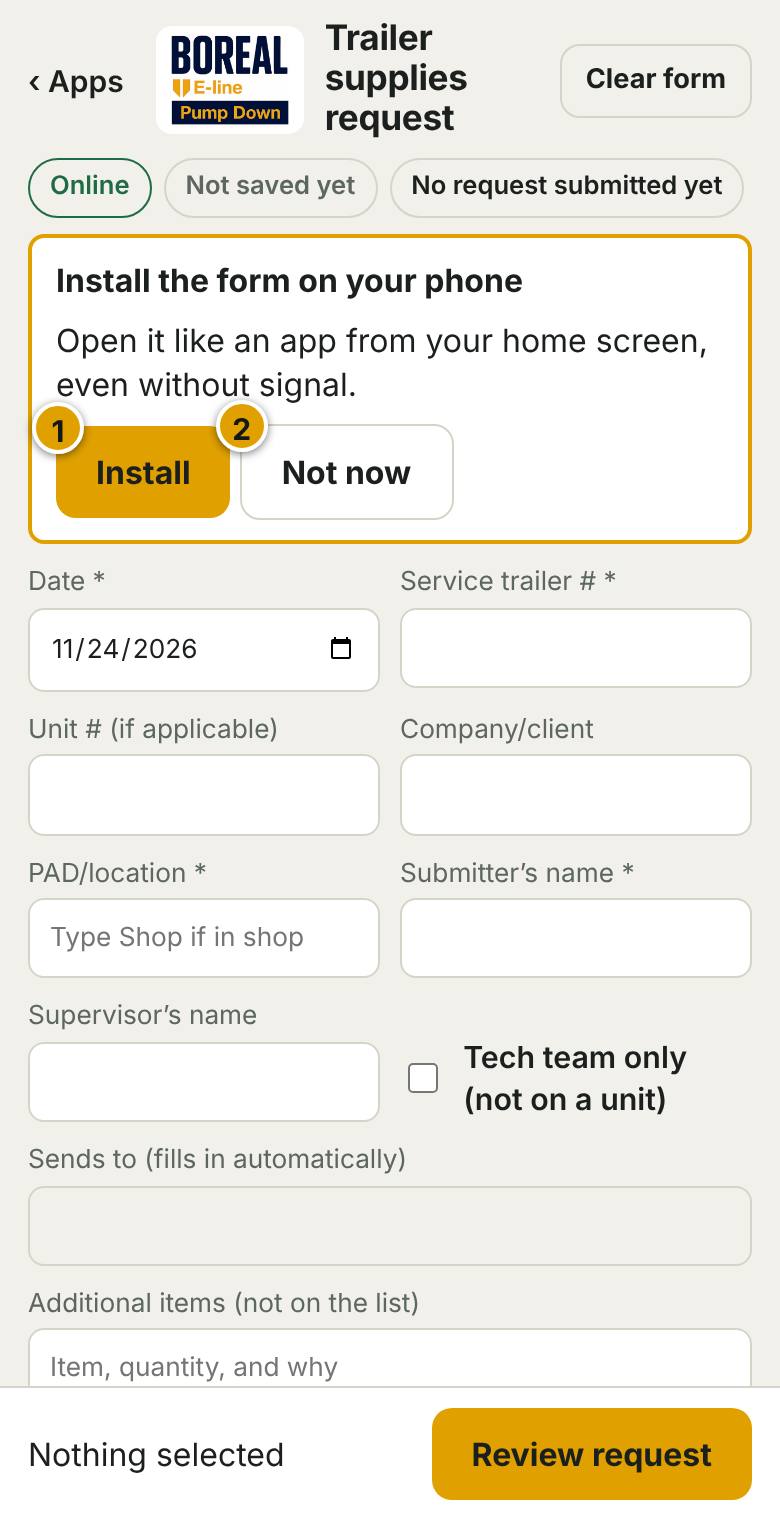 ‹ Apps
BOREAL
E-line
Pump Down
Trailer
supplies
request
Clear form
Online
Not saved yet
No request submitted yet
Install the form on your phone
Open it like an app from your home screen,
even without signal.
1
Install
2
Not now
Date *
Service trailer # *
11/24/2026
Unit # (if applicable)
Company/client
PAD/location *
Submitter’s name *
Type Shop if in shop
Supervisor’s name
Tech team only
(not on a unit)
Sends to (fills in automatically)
Additional items (not on the list)
Item, quantity, and why
Nothing selected
Review request